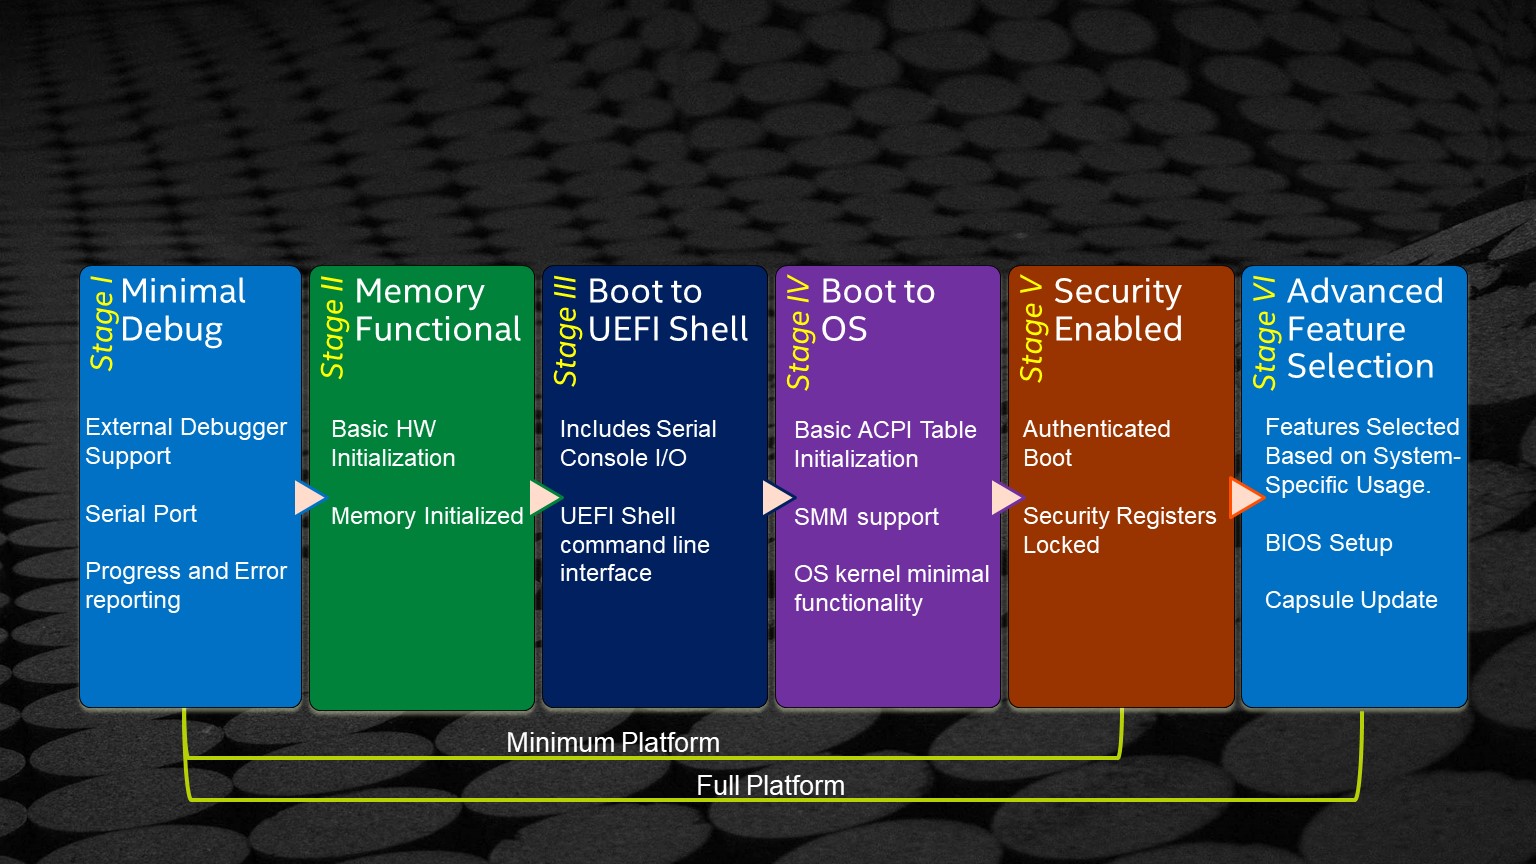 Stage I
Minimal
Debug
External Debugger
Support
Serial Port
Progress and Error
reporting
Stage II
Memory
Functional
Basic HW
Initialization
Memory Initialized
Stage III
Boot to
UEFI Shell
Includes Serial
Console I/O
UEFI Shell
command line
interface
Stage IV
Boot to
OS
Basic ACPI Table
Initialization
SMM support
OS kernel minimal
functionality
Stage V
Security
Enabled
Authenticated
Boot
Security Registers
Locked
Stage VI
Advanced
Feature
Selection
Features Selected
Based on System-
Specific Usage.
BIOS Setup
Capsule Update
Minimum Platform
Full Platform